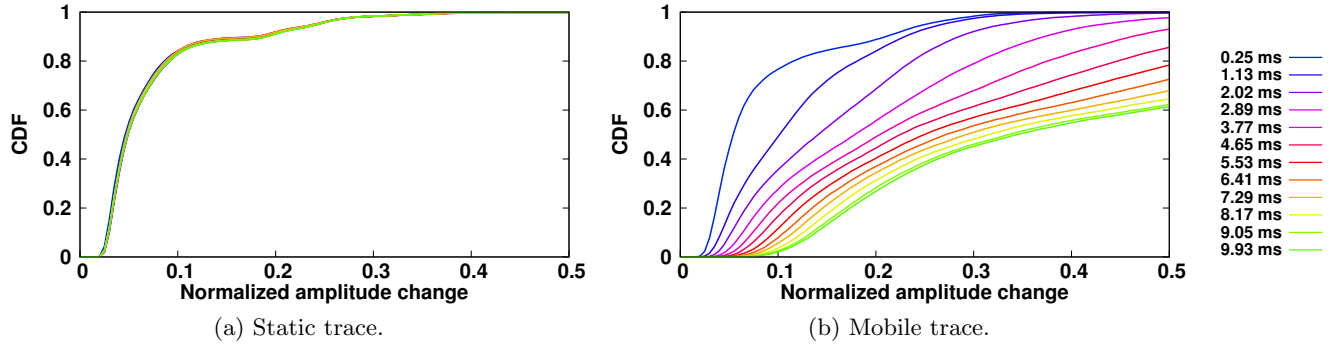 CDF
1
0.8
0.6
0.4
0.2
0
0 0.1 0.2 0.3 0.4 0.5
Normalized amplitude change
(a) Static trace.
CDF
1
0.8
0.6
0.4
0.2
0
0 0.1 0.2 0.3 0.4 0.5
Normalized amplitude change
(b) Mobile trace.
0.25 ms
1.13 ms
2.02 ms
2.89 ms
3.77 ms
4.65 ms
5.53 ms
6.41 ms
7.29 ms
8.17 ms
9.05 ms
9.93 ms